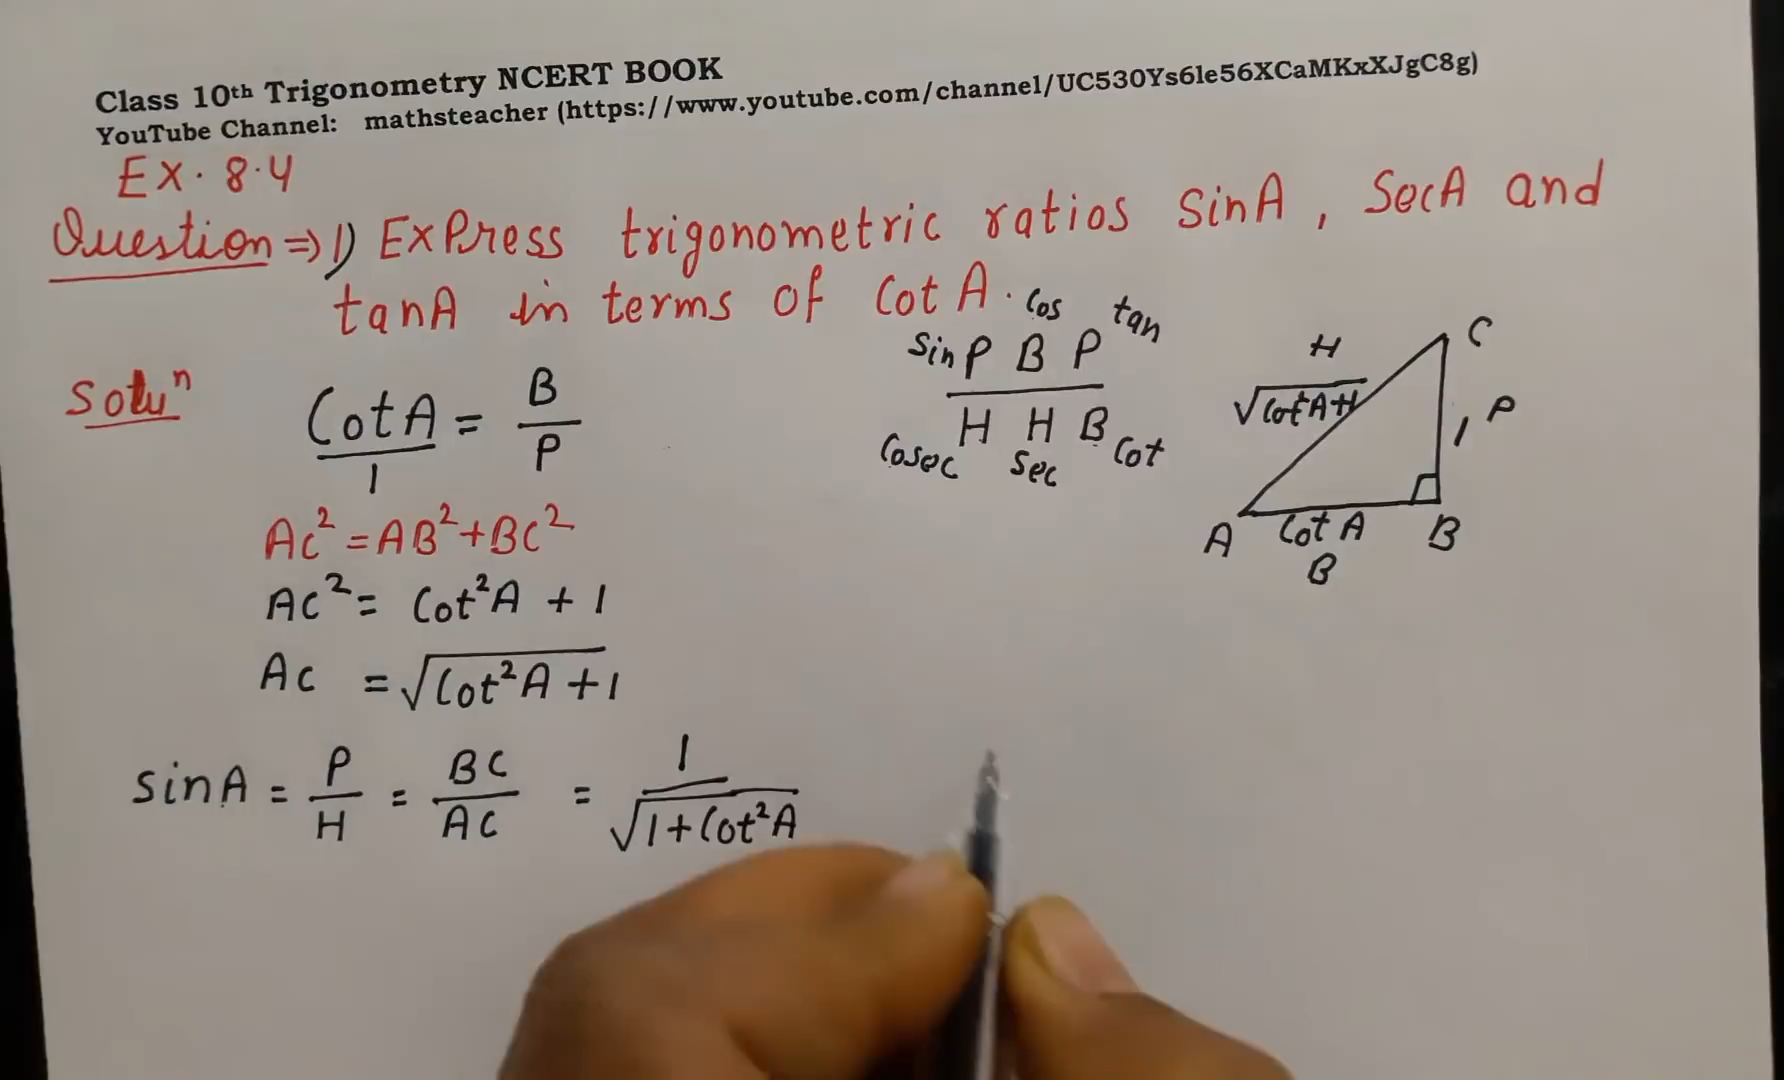 Class 10th Trigonometry NCERT BOOK
YouTube Channel: mathsteacher (https://www.youtube.com/channel/UC530Ys6le56XCaMKxXJgC8g)
EX. 8.4
Question ⇒ 1) Express trigonometric ratios sinA, SecA and
tanA in terms of Cot A.
Cos tan
Sin P B P
H H B
Cosec Sec Cot
Solun
CotA/1 = B/P
AC² = AB² + BC²
AC² = Cot²A + 1
AC = √Cot²A + 1
sinA = P/H = BC/AC = 1/√1+Cot²A
C
H
√Cot²A+1
1 P
A Cot A B
B